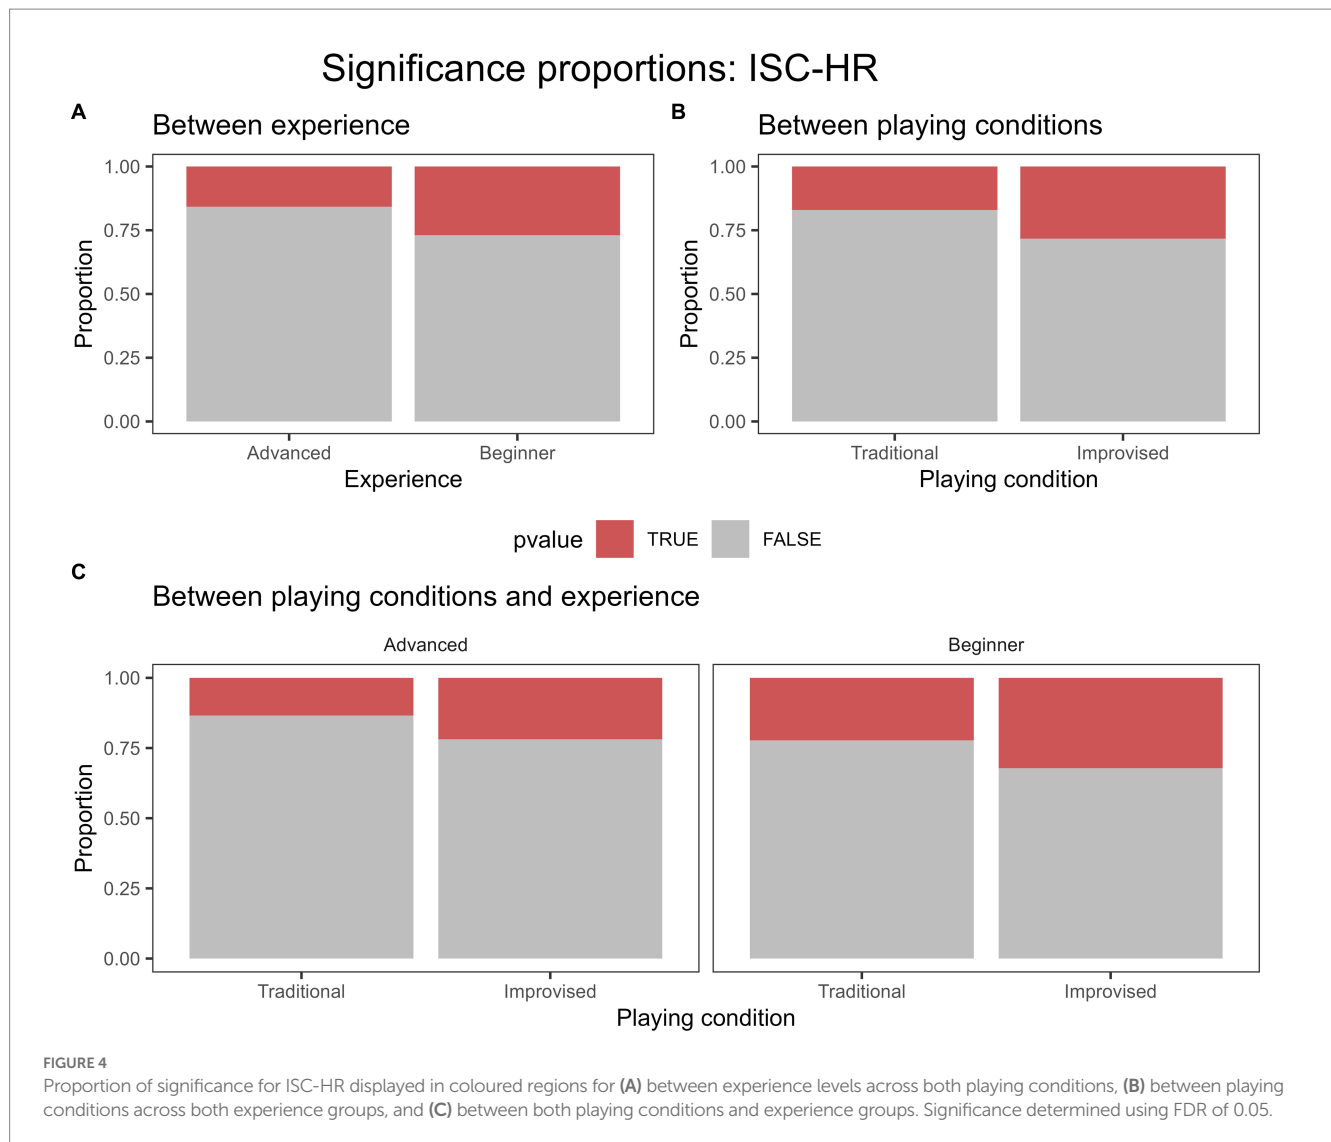 Significance proportions: ISC-HR
A
Between experience
1.00
0.75
0.50
0.25
0.00
Proportion
Advanced
Beginner
Experience
B
Between playing conditions
1.00
0.75
0.50
0.25
0.00
Proportion
Traditional
Improvised
Playing condition
pvalue TRUE FALSE
C
Between playing conditions and experience
Advanced
Beginner
1.00
0.75
0.50
0.25
0.00
Proportion
Traditional
Improvised
Traditional
Improvised
Playing condition
FIGURE 4
Proportion of significance for ISC-HR displayed in coloured regions for (A) between experience levels across both playing conditions, (B) between playing
conditions across both experience groups, and (C) between both playing conditions and experience groups. Significance determined using FDR of 0.05.